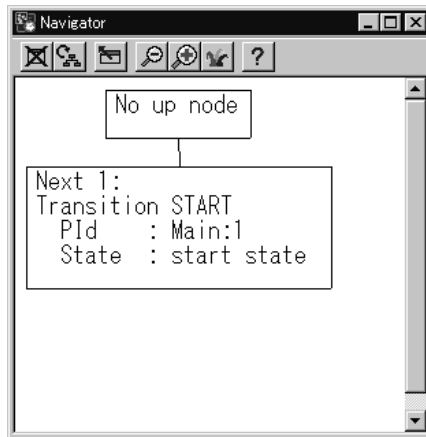 Navigator
?
No up node
Next 1:
Transition START
PId : Main:1
State : start state